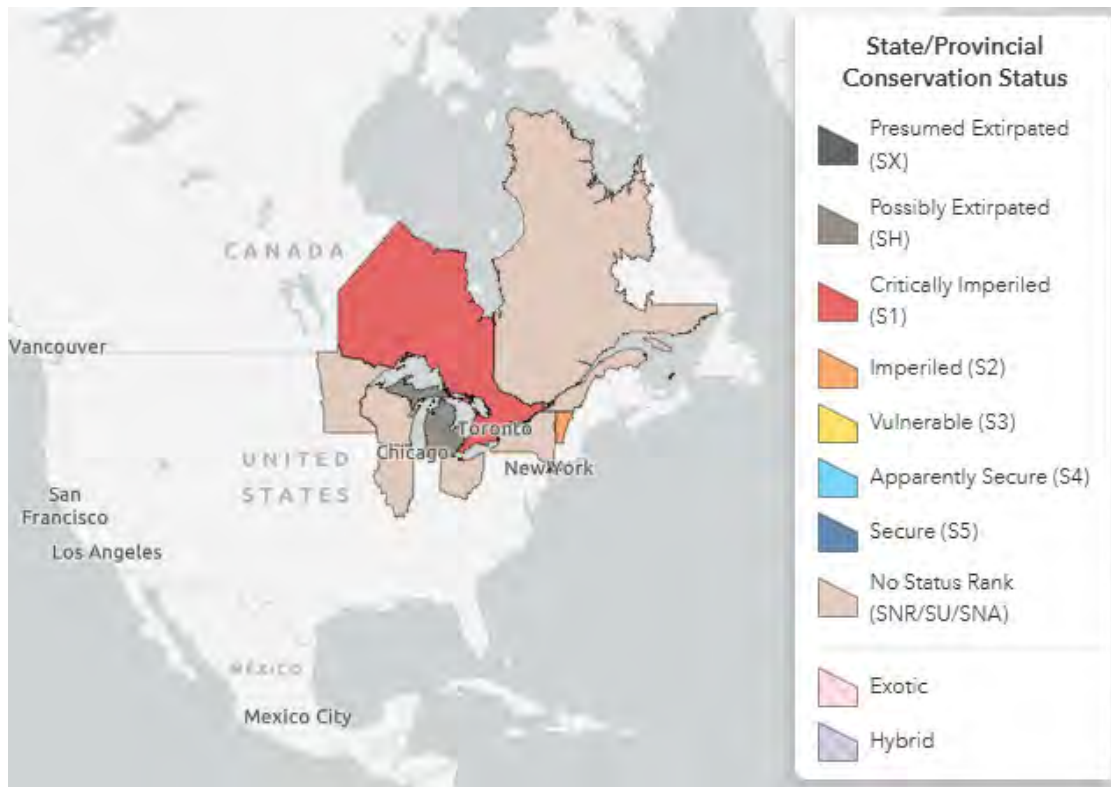 CANADA
Vancouver
Toronto
Chicago
New York
UNITED
STATES
San
Francisco
Los Angeles
MÉXICO
Mexico City
State/Provincial
Conservation Status
Presumed Extirpated
(SX)
Possibly Extirpated
(SH)
Critically Imperiled
(S1)
Imperiled (S2)
Vulnerable (S3)
Apparently Secure (S4)
Secure (S5)
No Status Rank
(SNR/SU/SNA)
Exotic
Hybrid